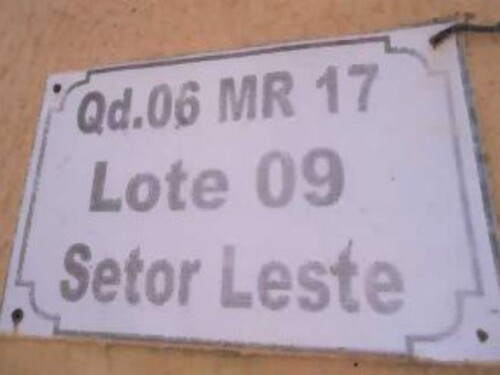 Qd.06 MR 17
Lote 09
Setor Leste